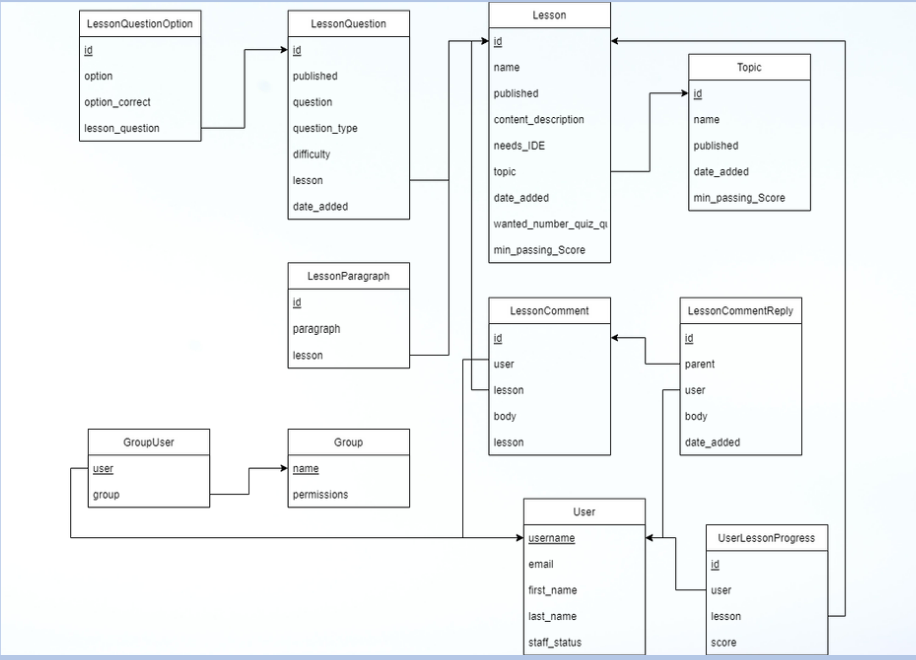 LessonQuestionOption
id
option
option_correct
lesson_question
LessonQuestion
id
published
question
question_type
difficulty
lesson
date_added
Lesson
id
name
published
content_description
needs_IDE
topic
date_added
wanted_number_quiz_qu
min_passing_Score
Topic
id
name
published
date_added
min_passing_Score
LessonParagraph
id
paragraph
lesson
LessonComment
id
user
lesson
body
lesson
LessonCommentReply
id
parent
user
body
date_added
GroupUser
user
group
Group
name
permissions
User
username
email
first_name
last_name
staff_status
UserLessonProgress
id
user
lesson
score